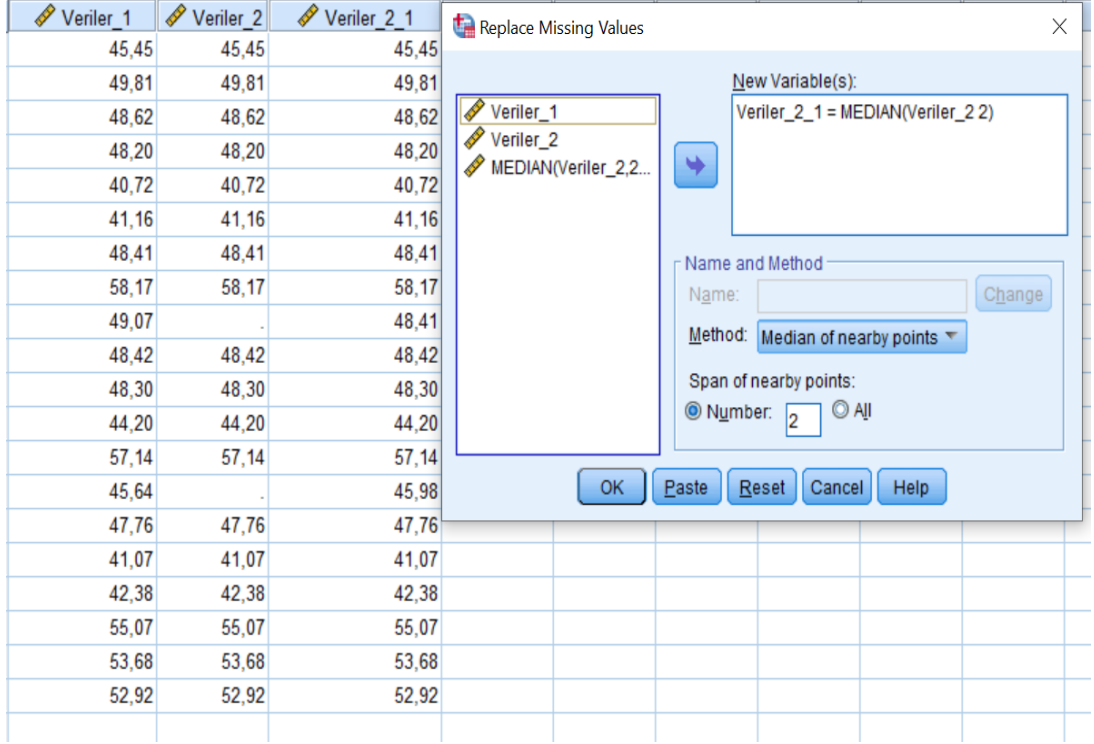 Veriler_1 Veriler_2 Veriler_2_1
45,45 45,45 45,45
49,81 49,81 49,81
48,62 48,62 48,62
48,20 48,20 48,20
40,72 40,72 40,72
41,16 41,16 41,16
48,41 48,41 48,41
58,17 58,17 58,17
49,07 . 48,41
48,42 48,42 48,42
48,30 48,30 48,30
44,20 44,20 44,20
57,14 57,14 57,14
45,64 . 45,98
47,76 47,76 47,76
41,07 41,07 41,07
42,38 42,38 42,38
55,07 55,07 55,07
53,68 53,68 53,68
52,92 52,92 52,92
Replace Missing Values
Veriler_1
Veriler_2
MEDIAN(Veriler_2,2...
New Variable(s):
Veriler_2_1 = MEDIAN(Veriler_2 2)
Name and Method
Name: Change
Method: Median of nearby points
Span of nearby points:
Number: 2 All
OK Paste Reset Cancel Help